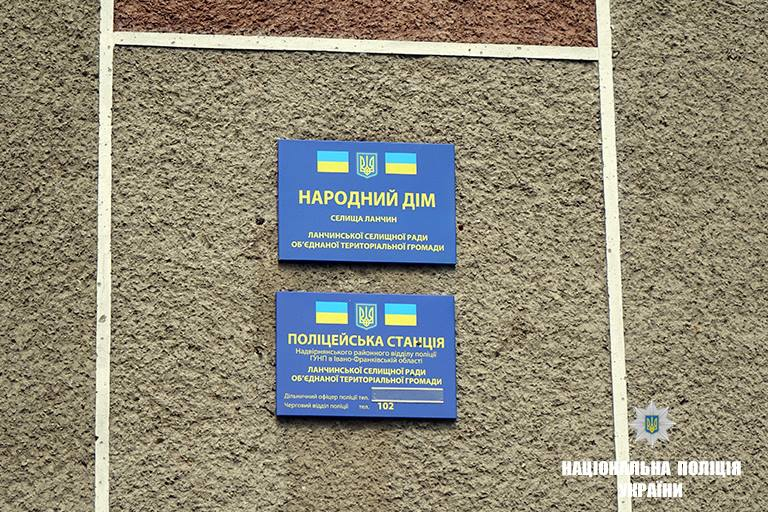 НАРОДНИЙ ДІМ
СЕЛИЩА ЛАНЧИН
ЛАНЧИНСЬКОЇ СЕЛИЩНОЇ РАДИ
ОБ'ЄДНАНОЇ ТЕРИТОРІАЛЬНОЇ ГРОМАДИ
ПОЛІЦЕЙСЬКА СТАНЦІЯ
Надвірнянського районного відділу поліції
ГУНП в Івано-Франківській області
ЛАНЧИНСЬКОЇ СЕЛИЩНОЇ РАДИ
ОБ'ЄДНАНОЇ ТЕРИТОРІАЛЬНОЇ ГРОМАДИ
Дільничний офіцер поліції тел.
Черговий відділ поліції тел. 102
НАЦІОНАЛЬНА ПОЛІЦІЯ
УКРАЇНИ